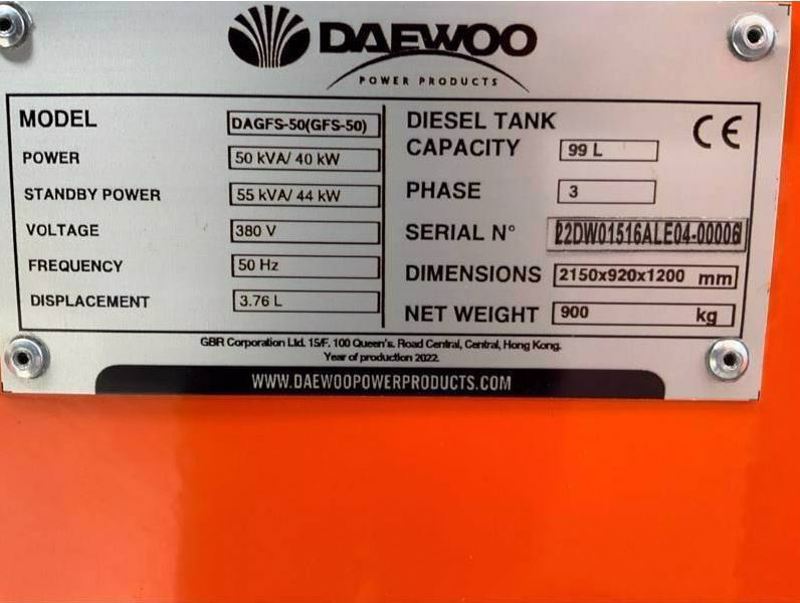 DAEWOO
POWER PRODUCTS
MODEL DAGFS-50(GFS-50)
POWER 50 kVA/ 40 kW
STANDBY POWER 55 kVA/ 44 kW
VOLTAGE 380 V
FREQUENCY 50 Hz
DISPLACEMENT 3.76 L
DIESEL TANK
CAPACITY 99 L
CE
PHASE 3
SERIAL N° 22DW01516ALE04-00006
DIMENSIONS 2150x920x1200 mm
NET WEIGHT 900 kg
GBR Corporation Ltd. 15/F. 100 Queen's. Road Central, Central, Hong Kong.
Year of production 2022.
WWW.DAEWOOPOWERPRODUCTS.COM